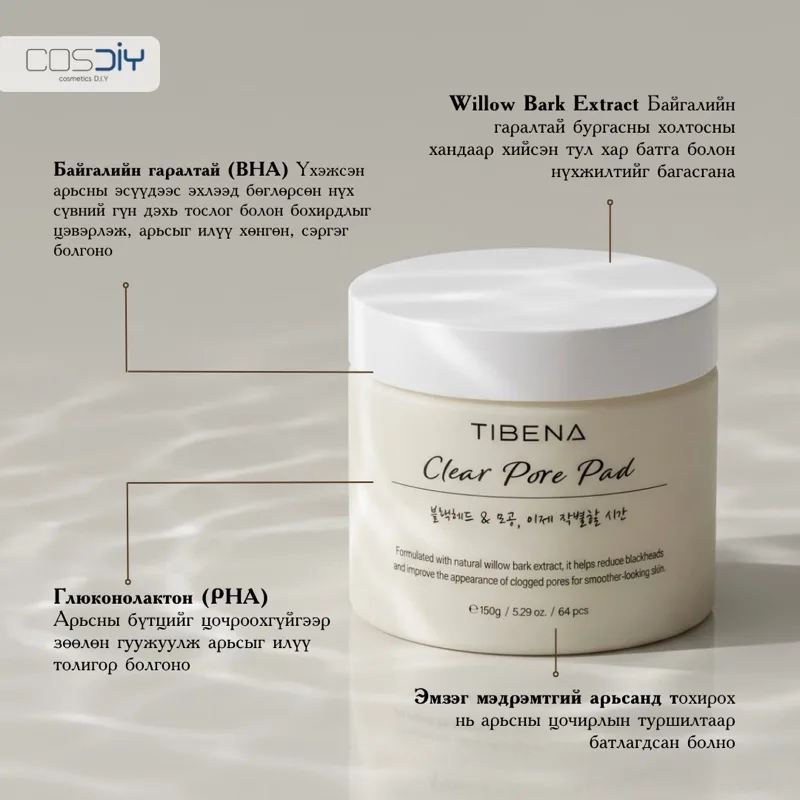 COSDIY
cosmetics D.I.Y
Willow Bark Extract Байгалийн
гаралтай бургасны холтосны
хандаар хийсэн тул хар батга болон
нүхжилтийг багасгана
Байгалийн гаралтай (BHA) Үхэжсэн
арьсны эсүүдээс эхлээд бөглөрсөн нүх
сүвний гүн дэхь тослог болон бохирдлыг
цэвэрлэж, арьсыг илүү хөнгөн, сэргэг
болгоно
TIBENA
Clear Pore Pad
블랙헤드 & 모공, 이제 작별할 시간
Formulated with natural willow bark extract, it helps reduce blackheads
and improve the appearance of clogged pores for smoother-looking skin.
℮150g / 5.29 oz. / 64 pcs
Глюконолактон (PHA)
Арьсны бүтцийг цочроохгүйгээр
зөөлөн гуужуулж арьсыг илүү
толигор болгоно
Эмзэг мэдрэмтгий арьсанд тохирох
нь арьсны цочирлын туршилтаар
батлагдсан болно